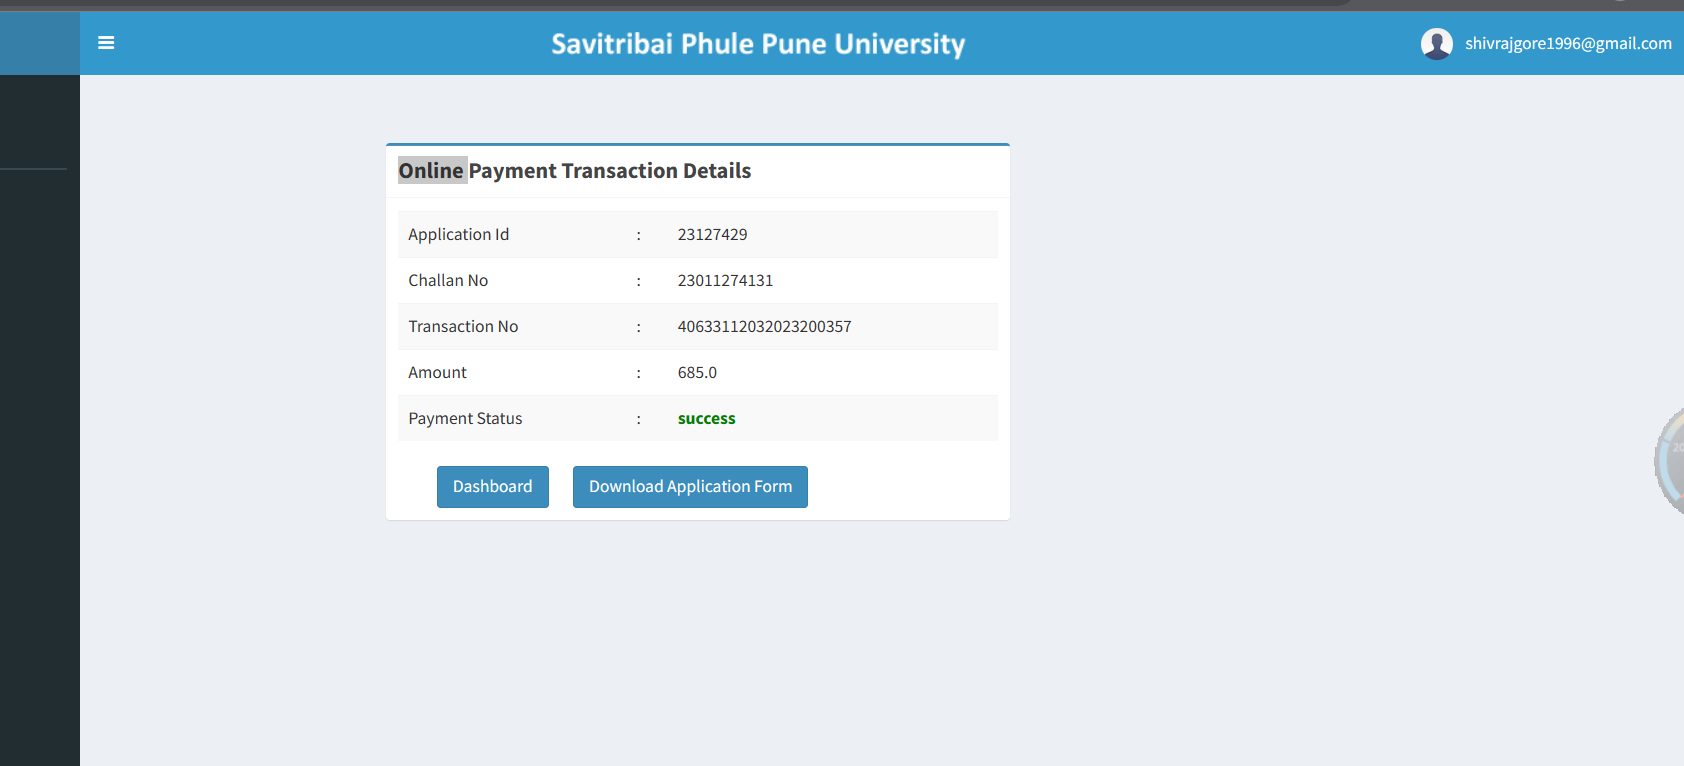 Savitribai Phule Pune University
shivrajgore1996@gmail.com
Online Payment Transaction Details
Application Id : 23127429
Challan No : 23011274131
Transaction No : 40633112032023200357
Amount : 685.0
Payment Status : success
Dashboard Download Application Form